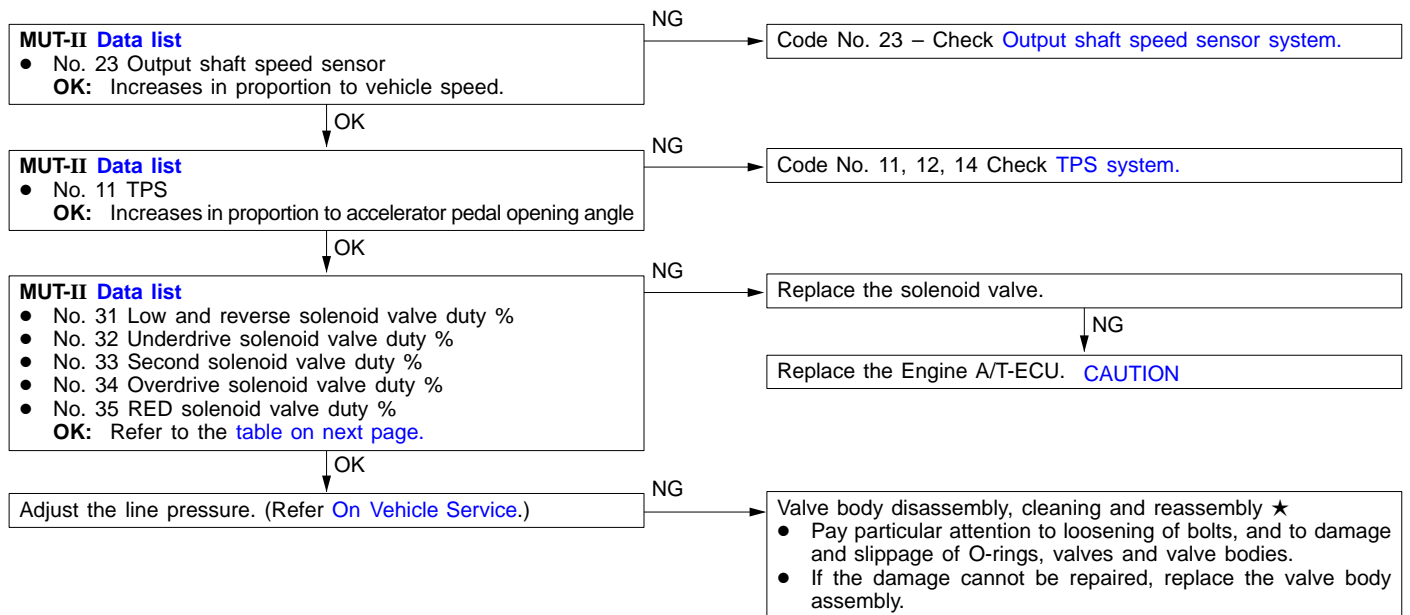 MUT-II Data list
● No. 23 Output shaft speed sensor
OK: Increases in proportion to vehicle speed.
NG
Code No. 23 – Check Output shaft speed sensor system.
OK
MUT-II Data list
● No. 11 TPS
OK: Increases in proportion to accelerator pedal opening angle
NG
Code No. 11, 12, 14 Check TPS system.
OK
MUT-II Data list
● No. 31 Low and reverse solenoid valve duty %
● No. 32 Underdrive solenoid valve duty %
● No. 33 Second solenoid valve duty %
● No. 34 Overdrive solenoid valve duty %
● No. 35 RED solenoid valve duty %
OK: Refer to the table on next page.
NG
Replace the solenoid valve.
NG
Replace the Engine A/T-ECU. CAUTION
OK
Adjust the line pressure. (Refer On Vehicle Service.)
NG
Valve body disassembly, cleaning and reassembly ★
● Pay particular attention to loosening of bolts, and to damage
and slippage of O-rings, valves and valve bodies.
● If the damage cannot be repaired, replace the valve body
assembly.